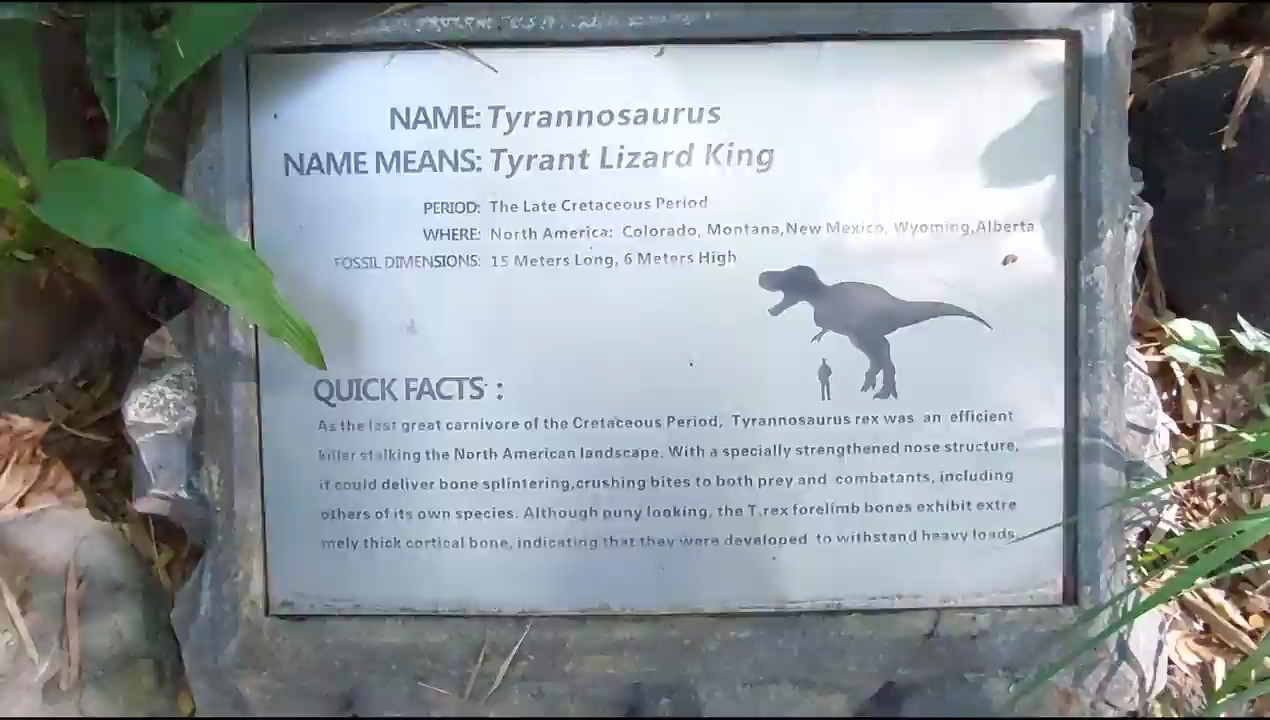 NAME: Tyrannosaurus
NAME MEANS: Tyrant Lizard King
PERIOD: The Late Cretaceous Period
WHERE: North America: Colorado, Montana,New Mexico, Wyoming,Alberta
FOSSIL DIMENSIONS: 15 Meters Long, 6 Meters High
QUICK FACTS :
As the last great carnivore of the Cretaceous Period, Tyrannosaurus rex was an efficient
killer stalking the North American landscape. With a specially strengthened nose structure,
it could deliver bone splintering,crushing bites to both prey and combatants, including
others of its own species. Although puny looking, the T.rex forelimb bones exhibit extre
mely thick cortical bone, indicating that they were developed to withstand heavy loads.